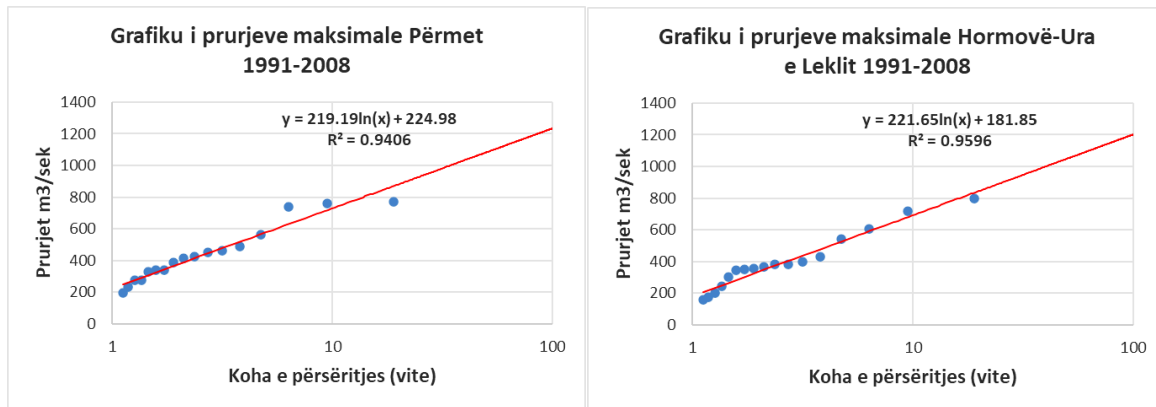 Grafiku i prurjeve maksimale Përmet
1991-2008
y = 219.19ln(x) + 224.98
R² = 0.9406
1400
1200
1000
800
600
400
200
0
Prurjet m3/sek
1
10
100
Koha e përsëritjes (vite)
Grafiku i prurjeve maksimale Hormovë-Ura
e Leklit 1991-2008
y = 221.65ln(x) + 181.85
R² = 0.9596
1400
1200
1000
800
600
400
200
0
Prurjet m3/sek
1
10
100
Koha e përsëritjes (vite)